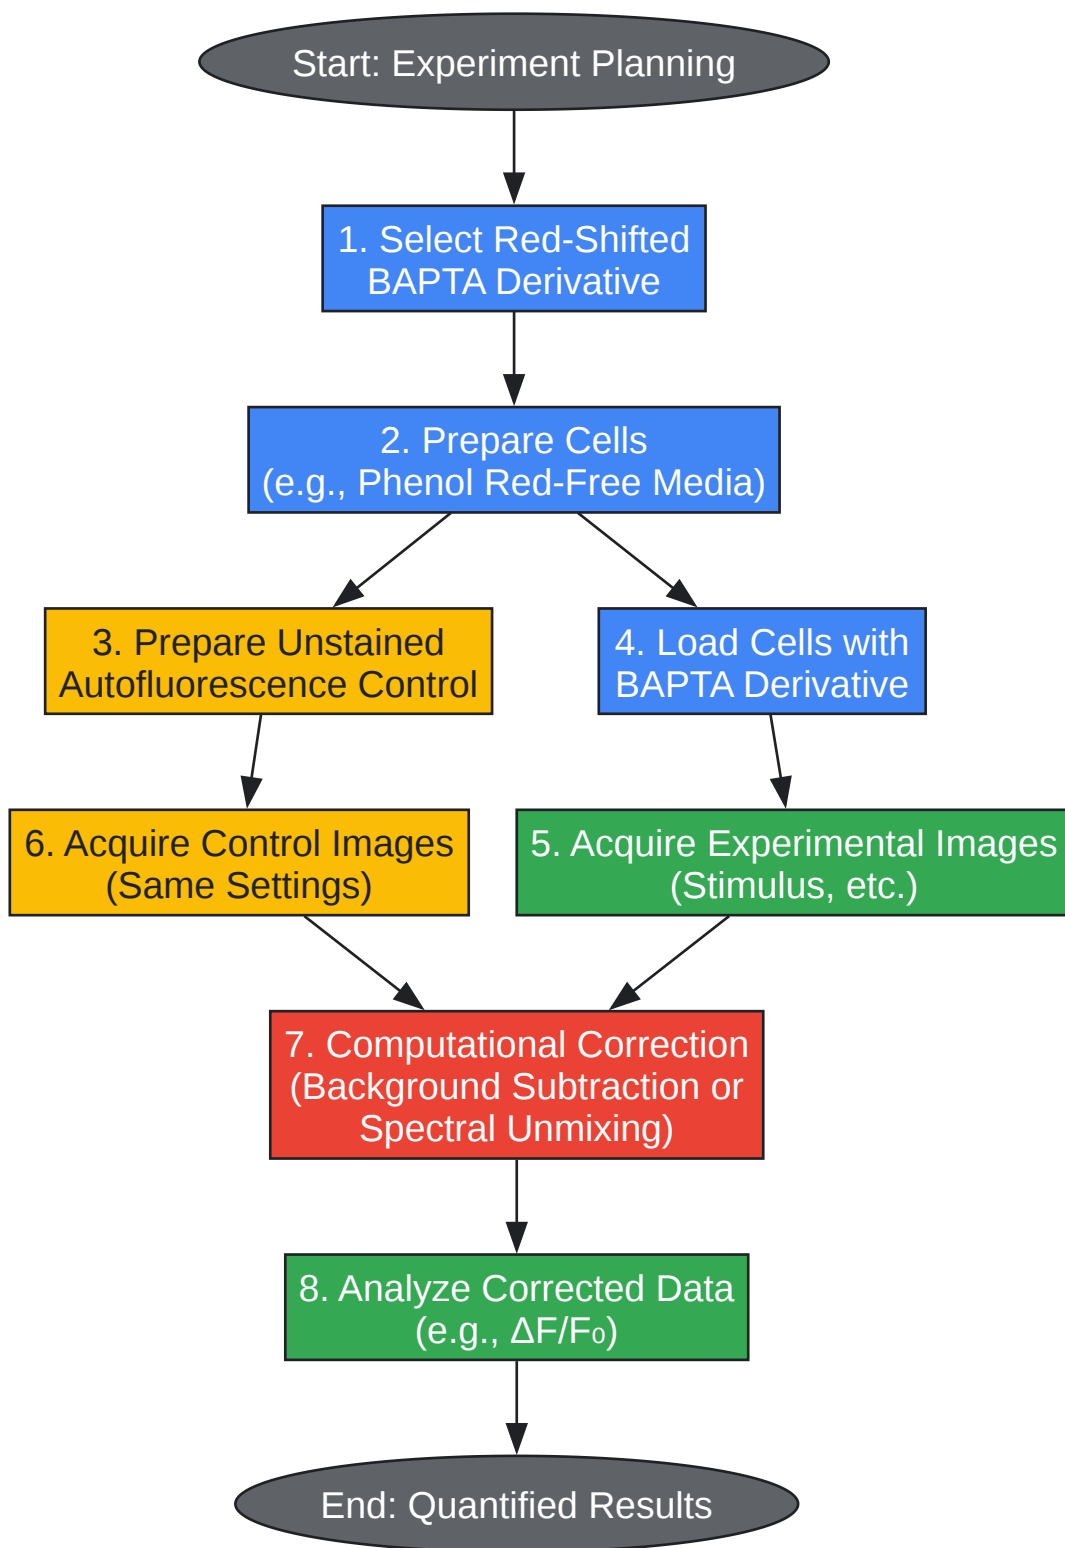 Start: Experiment Planning
1. Select Red-Shifted
BAPTA Derivative
2. Prepare Cells
(e.g., Phenol Red-Free Media)
3. Prepare Unstained
Autofluorescence Control
4. Load Cells with
BAPTA Derivative
6. Acquire Control Images
(Same Settings)
5. Acquire Experimental Images
(Stimulus, etc.)
7. Computational Correction
(Background Subtraction or
Spectral Unmixing)
8. Analyze Corrected Data
(e.g., ΔF/F₀)
End: Quantified Results